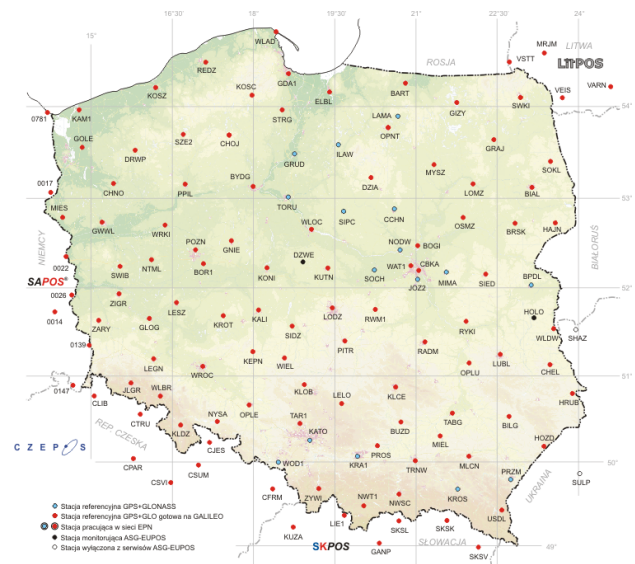 WLAD
MRJM
LITWA
VSTT
LITPOS
ROSJA
REDZ
GDA1
VARN
KOSZ
KOSC
ELBL
BART
SWKI
VEIS
15°
16°30'
18°
19°30
21°
22°30
24°
54°
0781
KAM1
STRG
LAMA
GIZY
OPNT
GOLE
SZE2
CHOJ
ILAW
GRAJ
DRWP
GRUD
MYSZ
SOKL
0017
CHNO
PPIL
BYDG
DZIA
LOMZ
BIAL
53°
MIES
TORU
SIPC
CCHN
GWWL
WRKI
WLOC
OSMZ
BRSK
HAJN
NIEMCY
POZN
GNIE
DZWE
NODW
BOGI
BIAŁORUŚ
0022
SWIB
NTML
BOR1
KONI
KUTN
SOCH
WAT1
CBKA
JOZ2
MIMA
SIED
BPDL
SAPOS®
0026
ZIGR
52°
0014
ZARY
GLOG
LESZ
KROT
KALI
LODZ
RWM1
RYKI
HOLO
SIDZ
WLDW
SHAZ
0139
LEGN
WROC
KEPN
WIEL
PITR
RADM
OPLU
LUBL
CHEL
51°
0147
CLIB
JLGR
WLBR
KLOB
LELO
KLCE
HRUB
CTRU
KLDZ
NYSA
OPLE
TAR1
KATO
BUZD
TABG
BILG
REP CZESKA
CJES
MIEL
HOZD
CZEPOS
CPAR
CSUM
WOD1
KRA1
PROS
TRNW
MLCN
PRZM
50°
SULP
UKRAINA
CSVI
CFRM
ZYWI
NWT1
NWSC
KROS
USDL
LIE1
SKSL
SKSK
KUZA
SKPOS
GANP
SŁOWACJA
SKSV
49°
Stacja referencyjna GPS+GLONASS
Stacja referencyjna GPS+GLO gotowa na GALILEO
Stacja pracująca w sieci EPN
Stacja monitorująca ASG-EUPOS
Stacja wyłączona z serwisów ASG-EUPOS